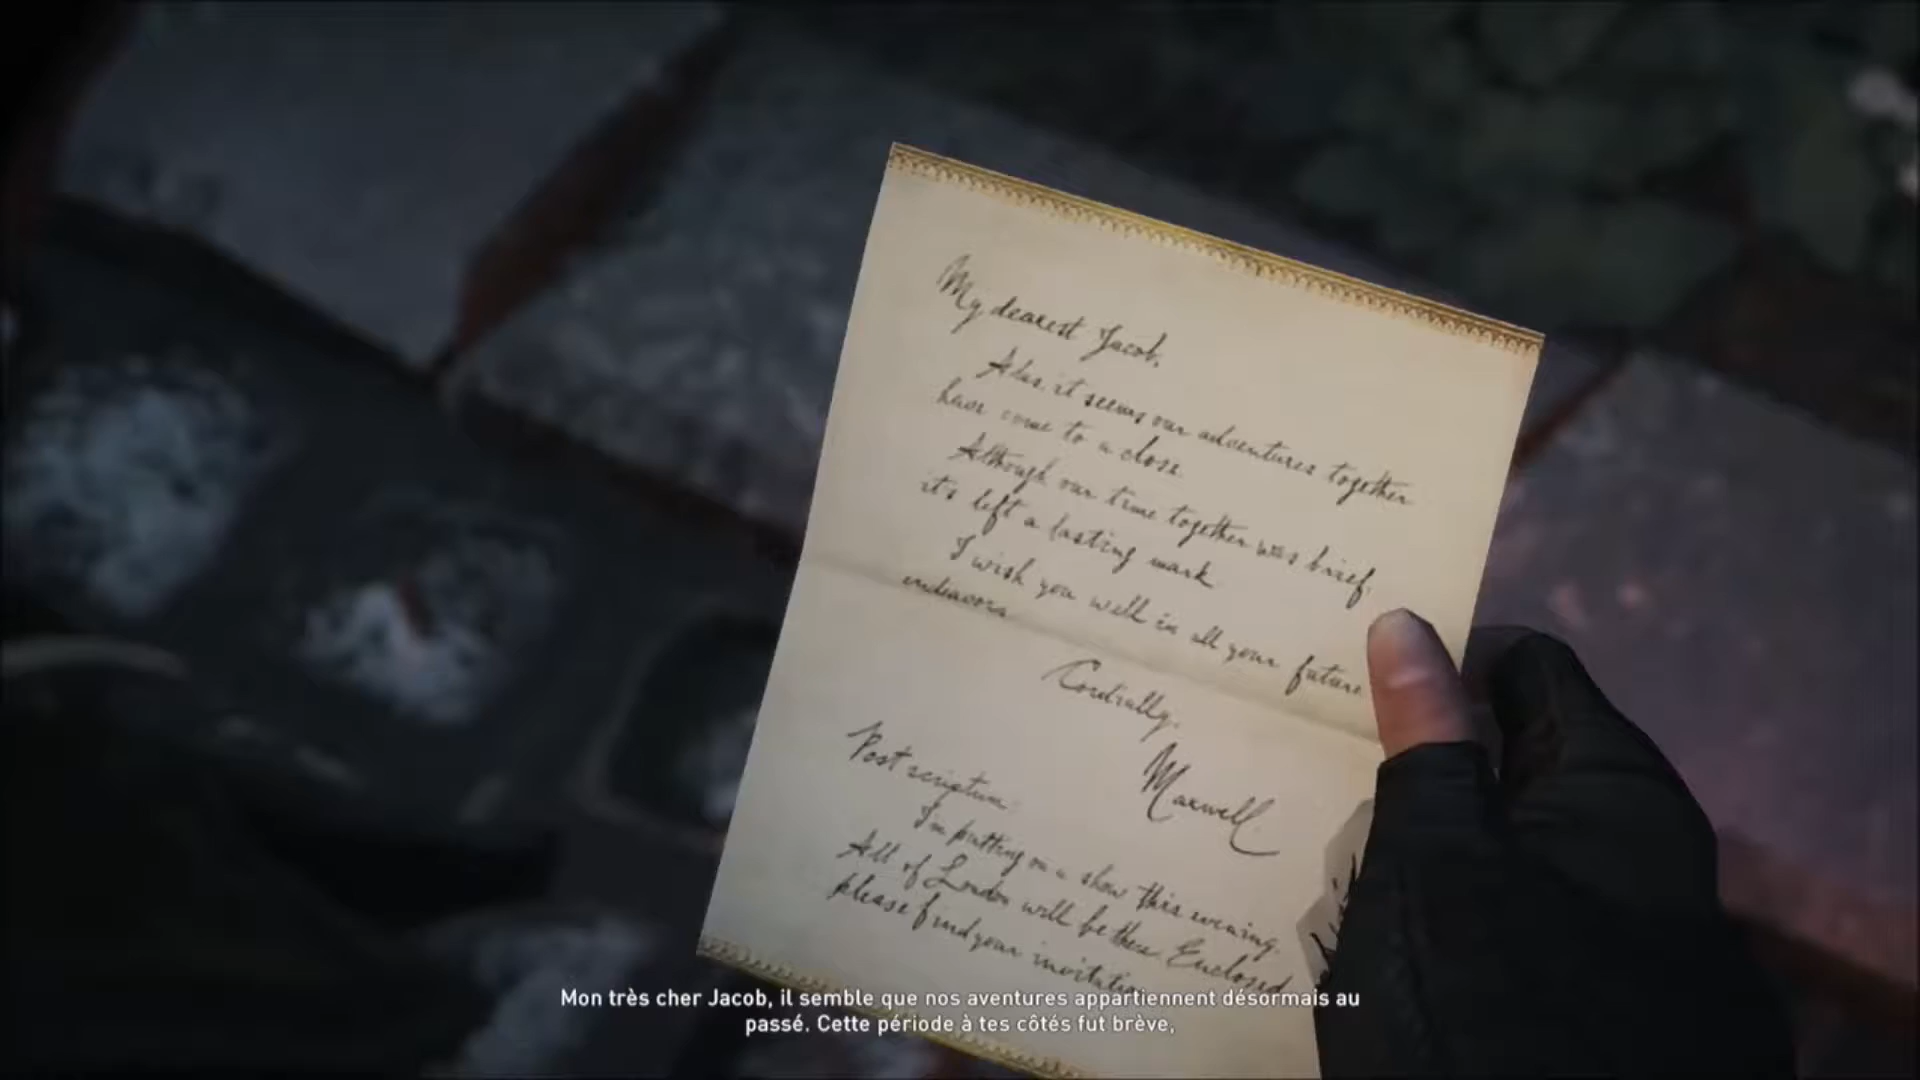 My dearest Jacob,
Alas, it seems our adventures together
have come to a close.
Although our time together was brief,
it's left a lasting mark
I wish you well in all your future
endeavors
Cordially,
Maxwell
Post scriptum:
I'm putting on a show this evening.
All of London will be there. Enclosed
please find your invitation
Mon très cher Jacob, il semble que nos aventures appartiennent désormais au
passé. Cette période à tes côtés fut brève,